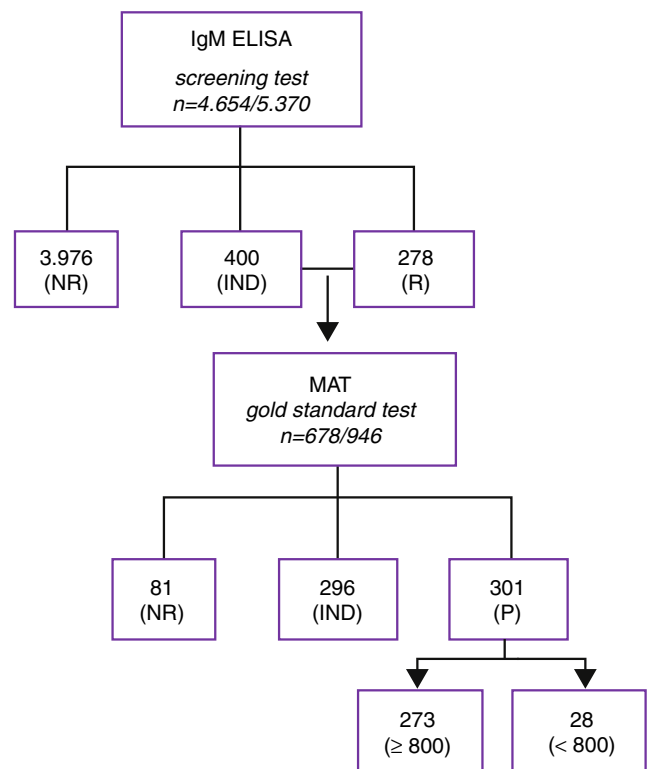 IgM ELISA
screening test
n=4.654/5.370
3.976
(NR)
400
(IND)
278
(R)
MAT
gold standard test
n=678/946
81
(NR)
296
(IND)
301
(P)
273
(≥ 800)
28
(< 800)